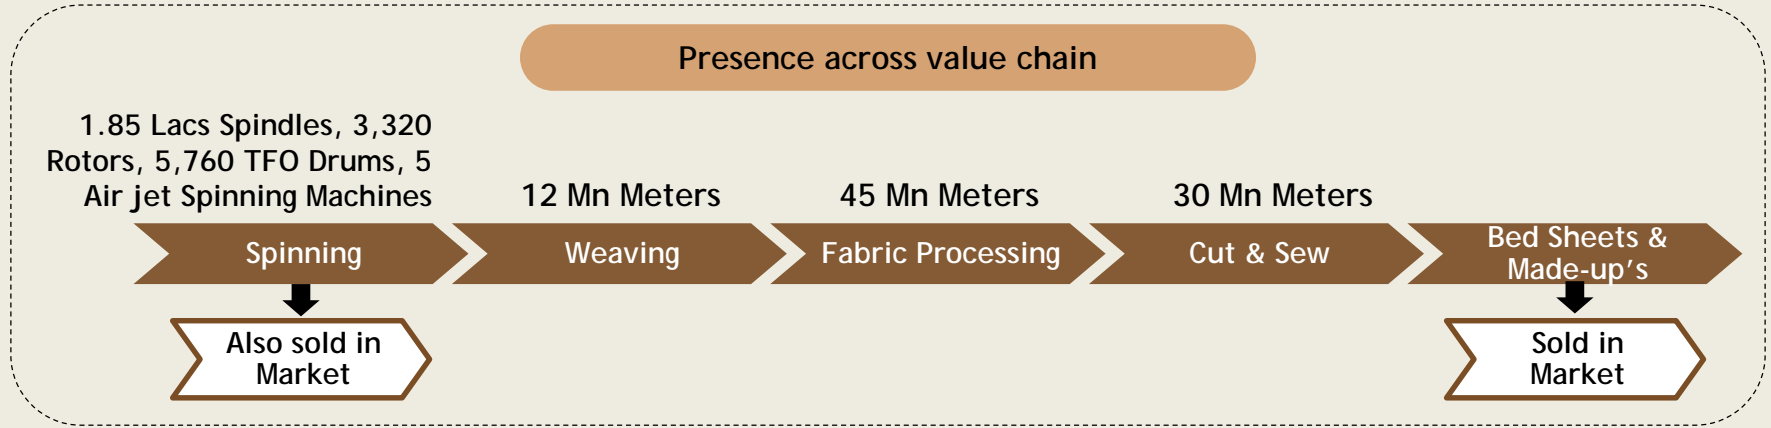 Presence across value chain
1.85 Lacs Spindles, 3,320
Rotors, 5,760 TFO Drums, 5
Air jet Spinning Machines
12 Mn Meters
45 Mn Meters
30 Mn Meters
Spinning
Weaving
Fabric Processing
Cut & Sew
Bed Sheets &
Made-up’s
Also sold in
Market
Sold in
Market